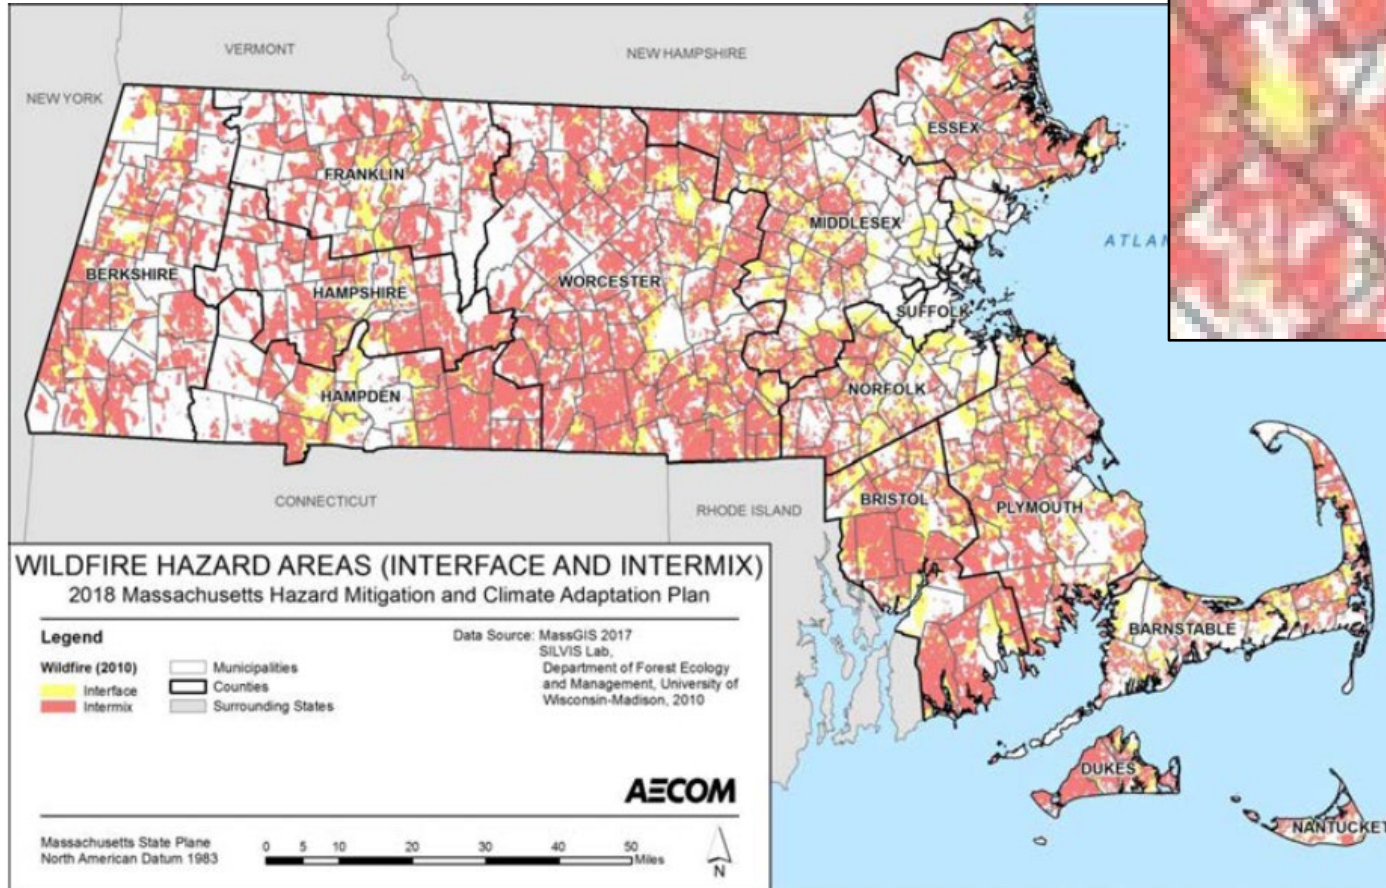 VERMONT
NEW HAMPSHIRE
NEW YORK
ESSEX
FRANKLIN
MIDDLESEX
ATLAN
BERKSHIRE
WORCESTER
HAMPSHIRE
SUFFOLK
HAMPDEN
NORFOLK
CONNECTICUT
RHODE ISLAND
BRISTOL
PLYMOUTH
BARNSTABLE
DUKES
NANTUCKET
WILDFIRE HAZARD AREAS (INTERFACE AND INTERMIX)
2018 Massachusetts Hazard Mitigation and Climate Adaptation Plan
Legend
Wildfire (2010)
Interface
Intermix
Municipalities
Counties
Surrounding States
Data Source: MassGIS 2017
SILVIS Lab,
Department of Forest Ecology
and Management, University of
Wisconsin-Madison, 2010
AECOM
Massachusetts State Plane
North American Datum 1983
0 5 10 20 30 40 50
Miles
N